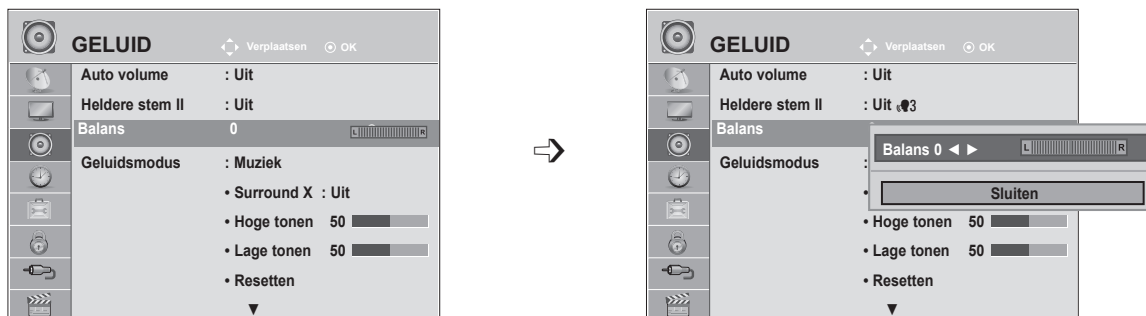 GELUID
Verplaatsen
OK
Auto volume : Uit
Heldere stem II : Uit
Balans 0 L R
Geluidsmodus : Muziek
• Surround X : Uit
• Hoge tonen 50
• Lage tonen 50
• Resetten
▼
GELUID
Verplaatsen
OK
Auto volume : Uit
Heldere stem II : Uit 3
Balans
Geluidsmodus :
Balans 0 ◄ ► L R
Sluiten
•
• Hoge tonen 50
• Lage tonen 50
• Resetten
▼